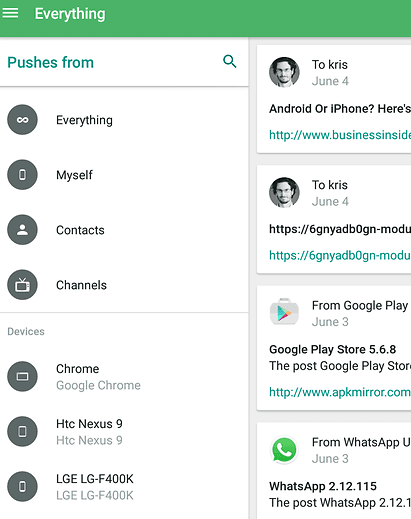 Everything
Pushes from
Everything
Myself
Contacts
Channels
Devices
Chrome
Google Chrome
Htc Nexus 9
Htc Nexus 9
LGE LG-F400K
LGE LG-F400K
To kris
June 4
Android Or iPhone? Here's
http://www.businessinside
To kris
June 4
https://6gnyadb0gn-modu
https://6gnyadb0gn-modu
From Google Play
June 3
Google Play Store 5.6.8
The post Google Play Store
http://www.apkmirror.com
From WhatsApp U
June 3
WhatsApp 2.12.115
The post WhatsApp 2.12.1